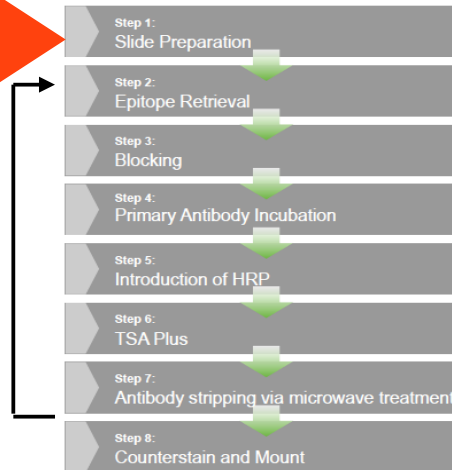 Step 1:
Slide Preparation
Step 2:
Epitope Retrieval
Step 3:
Blocking
Step 4:
Primary Antibody Incubation
Step 5:
Introduction of HRP
Step 6:
TSA Plus
Step 7:
Antibody stripping via microwave treatment
Step 8:
Counterstain and Mount